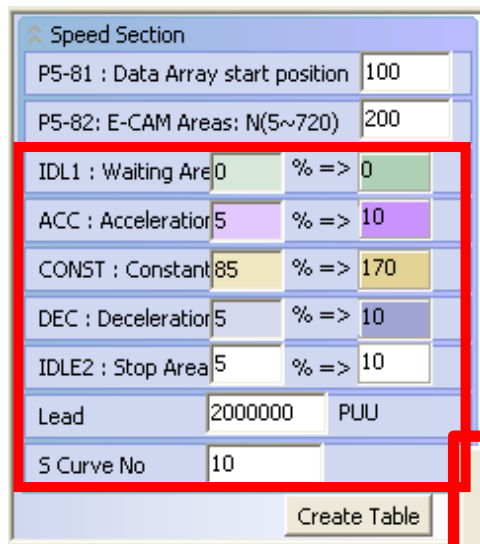 Speed Section
P5-81 : Data Array start position 100
P5-82: E-CAM Areas: N(5~720) 200
IDL1 : Waiting Are 0 % => 0
ACC : Acceleration 5 % => 10
CONST : Constant 85 % => 170
DEC : Deceleration 5 % => 10
IDLE2 : Stop Area 5 % => 10
Lead 2000000 PUU
S Curve No 10
Create Table